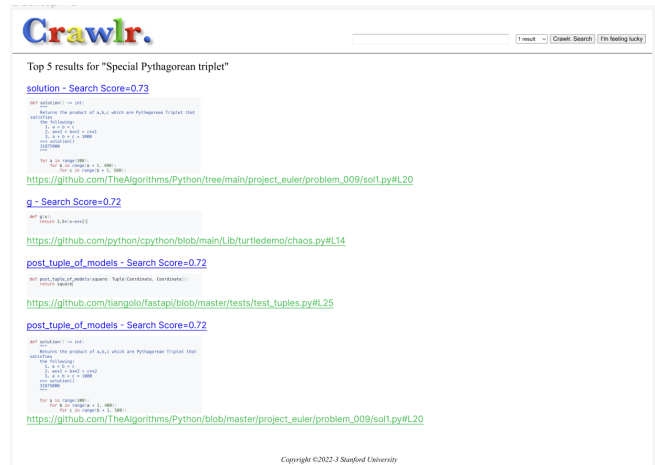 Crawlr.
1 result Crawlr. Search I'm feeling lucky
Top 5 results for "Special Pythagorean triplet"
solution - Search Score=0.73
def solution() -> int:
"""
Returns the product of a,b,c which are Pythagorean Triplet that
satisfies
the following:
1. a < b < c
2. a**2 + b**2 = c**2
3. a + b + c = 1000
>>> solution()
31875000
"""
for a in range(300):
for b in range(a + 1, 400):
for c in range(b + 1, 500):
https://github.com/TheAlgorithms/Python/tree/main/project_euler/problem_009/sol1.py#L20
g - Search Score=0.72
def g(x):
return 3.9*(x-x**2)
https://github.com/python/cpython/blob/main/Lib/turtledemo/chaos.py#L14
post_tuple_of_models - Search Score=0.72
def post_tuple_of_models(square: Tuple[Coordinate, Coordinate]):
return square
https://github.com/tiangolo/fastapi/blob/master/tests/test_tuples.py#L25
post_tuple_of_models - Search Score=0.72
def solution() -> int:
"""
Returns the product of a,b,c which are Pythagorean Triplet that
satisfies
the following:
1. a < b < c
2. a**2 + b**2 = c**2
3. a + b + c = 1000
>>> solution()
31875000
"""
for a in range(300):
for b in range(a + 1, 400):
for c in range(b + 1, 500):
https://github.com/TheAlgorithms/Python/blob/master/project_euler/problem_009/sol1.py#L20
Copyright ©2022-3 Stanford University